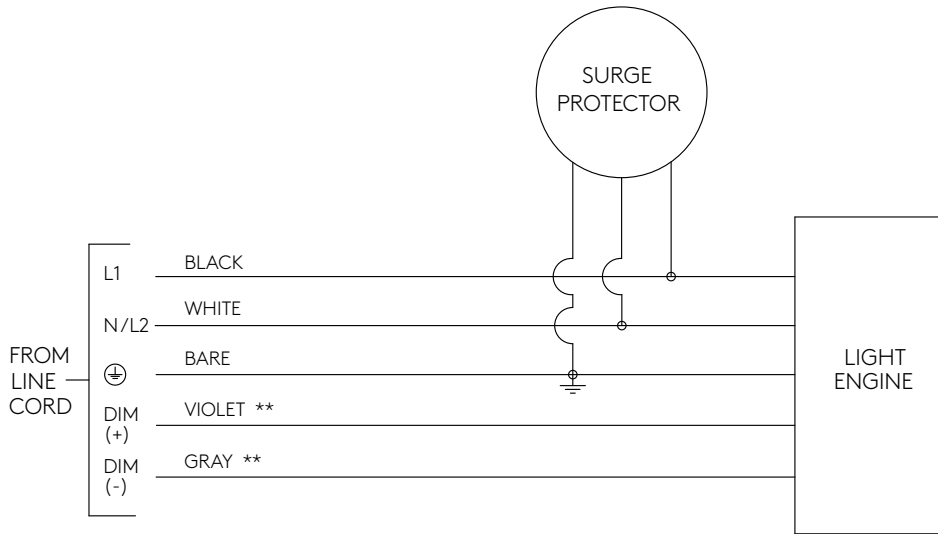 SURGE
PROTECTOR
L1
BLACK
N/L2
WHITE
BARE
FROM
LINE
CORD
LIGHT
ENGINE
DIM
(+)
VIOLET **
DIM
(-)
GRAY **